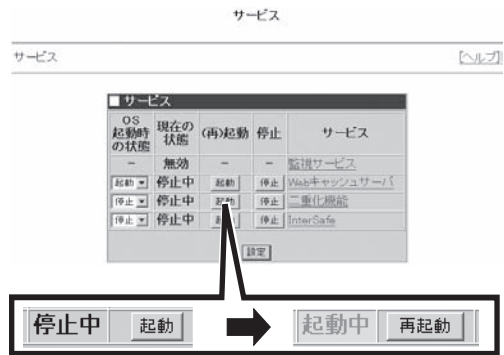 サービス
サービス [ヘルプ]
■サービス
OS起動時の状態 現在の状態 (再)起動 停止 サービス
－ 無効 － － 監視サービス
起動 停止中 起動 停止 Webキャッシュサーバ
停止 停止中 起動 停止 二重化機能
停止 停止中 停止 InterSafe
設定
停止中 起動 起動中 再起動